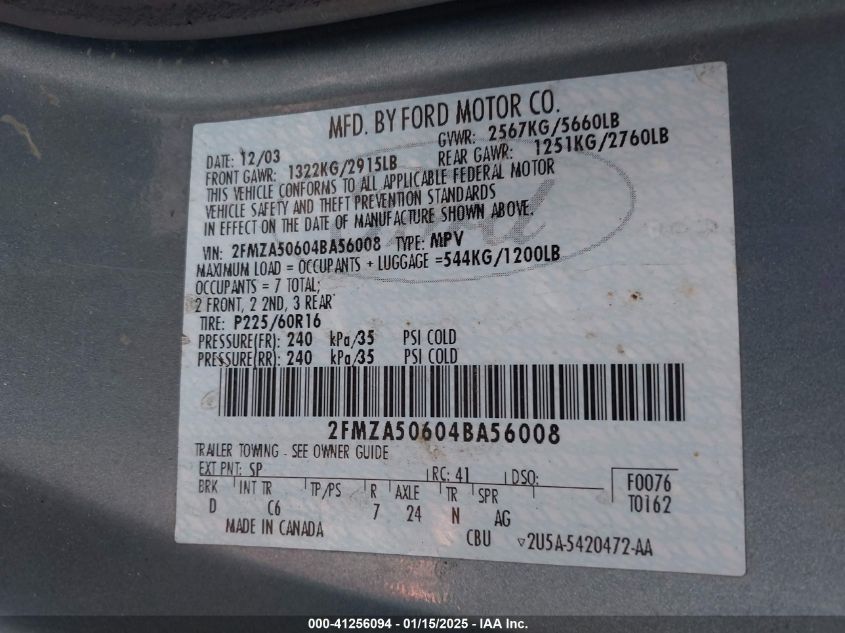 MFD. BY FORD MOTOR CO.
DATE: 12/03 GVWR: 2567KG/5660LB
FRONT GAWR: 1322KG/2915LB REAR GAWR: 1251KG/2760LB
THIS VEHICLE CONFORMS TO ALL APPLICABLE FEDERAL MOTOR
VEHICLE SAFETY AND THEFT PREVENTION STANDARDS
IN EFFECT ON THE DATE OF MANUFACTURE SHOWN ABOVE.
VIN: 2FMZA50604BA56008 TYPE: MPV
MAXIMUM LOAD = OCCUPANTS + LUGGAGE =544KG/1200LB
OCCUPANTS = 7 TOTAL;
2 FRONT, 2 2ND, 3 REAR
TIRE: P225/60R16
PRESSURE(FR): 240 kPa/35 PSI COLD
PRESSURE(RR): 240 kPa/35 PSI COLD
2FMZA50604BA56008
TRAILER TOWING - SEE OWNER GUIDE
EXT PNT: SP RC: 41 DSO: F0076
BRK INT TR TP/PS R AXLE TR SPR T0162
D C6 7 24 N AG
MADE IN CANADA CBU ▽2U5A-5420472-AA
000-41256094 - 01/15/2025 - IAA Inc.